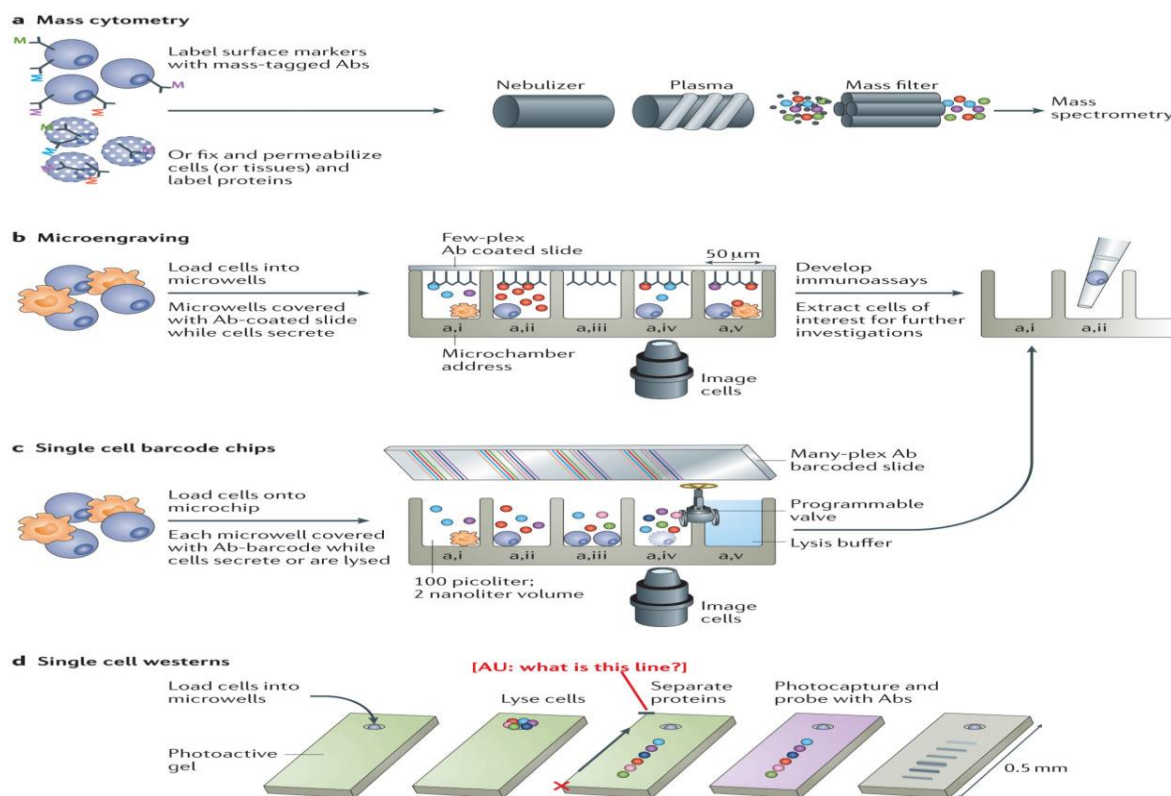 a Mass cytometry
M
M
M
M
M
Label surface markers
with mass-tagged Abs
Nebulizer
Plasma
Mass filter
Mass
spectrometry
M
M
M
M
Or fix and permeabilize
cells (or tissues) and
label proteins
b Microengraving
Load cells into
microwells
Microwells covered
with Ab-coated slide
while cells secrete
Few-plex
Ab coated slide
50 μm
a,i
a,ii
a,iii
a,iv
a,v
Microchamber
address
Image
cells
Develop
immunoassays
Extract cells of
interest for further
investigations
a,i
a,ii
c Single cell barcode chips
Load cells onto
microchip
Each microwell covered
with Ab-barcode while
cells secrete or are lysed
Many-plex Ab
barcoded slide
Programmable
valve
Lysis buffer
a,i
a,ii
a,iii
a,iv
a,v
100 picoliter;
2 nanoliter volume
Image
cells
d Single cell westerns
[AU: what is this line?]
Load cells into
microwells
Photoactive
gel
Lyse cells
Separate
proteins
Photocapture and
probe with Abs
0.5 mm